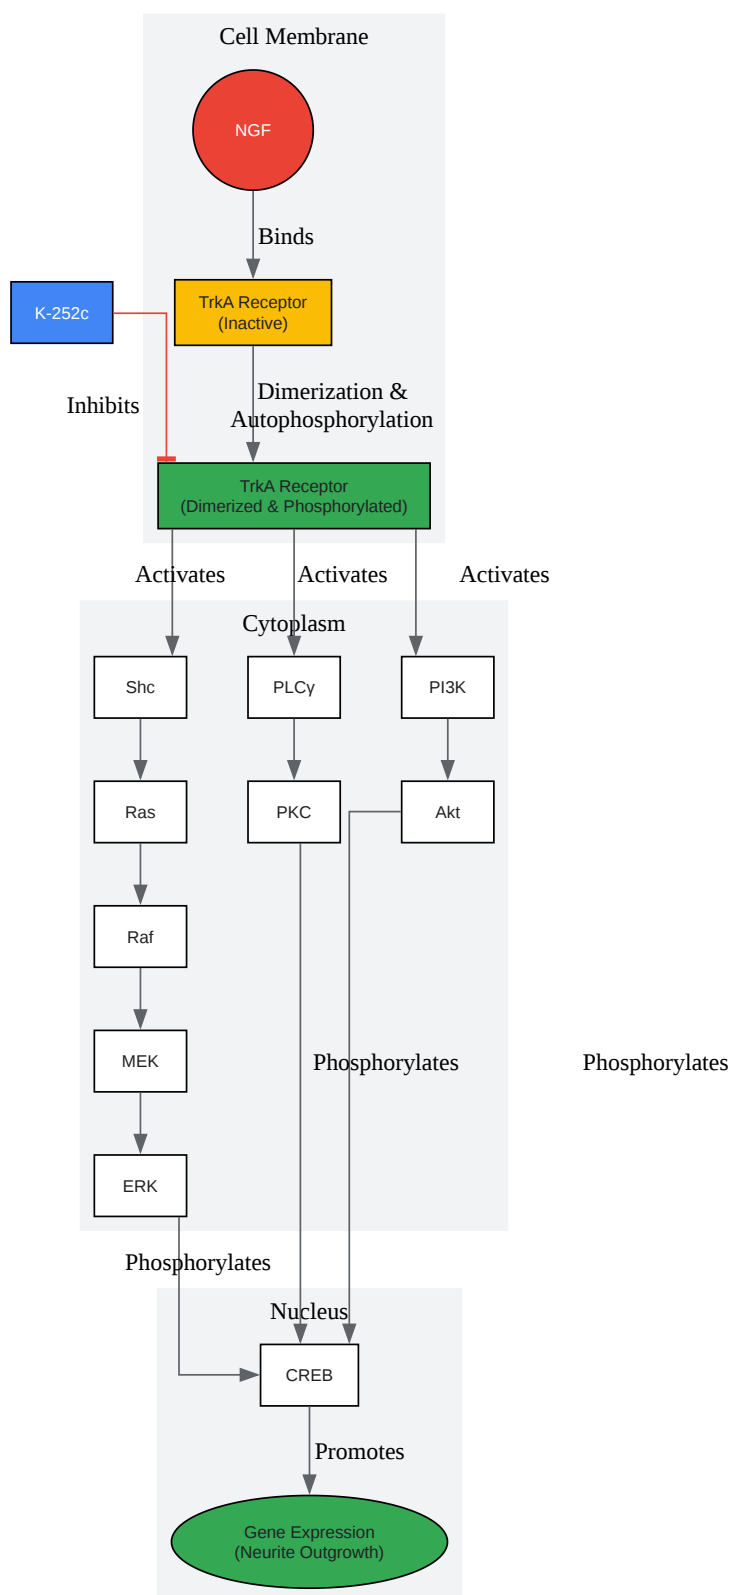 Cell Membrane
NGF
Binds
K-252c
TrkA Receptor
(Inactive)
Inhibits
Dimerization &
Autophosphorylation
TrkA Receptor
(Dimerized & Phosphorylated)
Activates
Activates
Activates
Cytoplasm
Shc
PLCγ
PI3K
Ras
PKC
Akt
Raf
MEK
Phosphorylates
Phosphorylates
ERK
Phosphorylates
Nucleus
CREB
Promotes
Gene Expression
(Neurite Outgrowth)